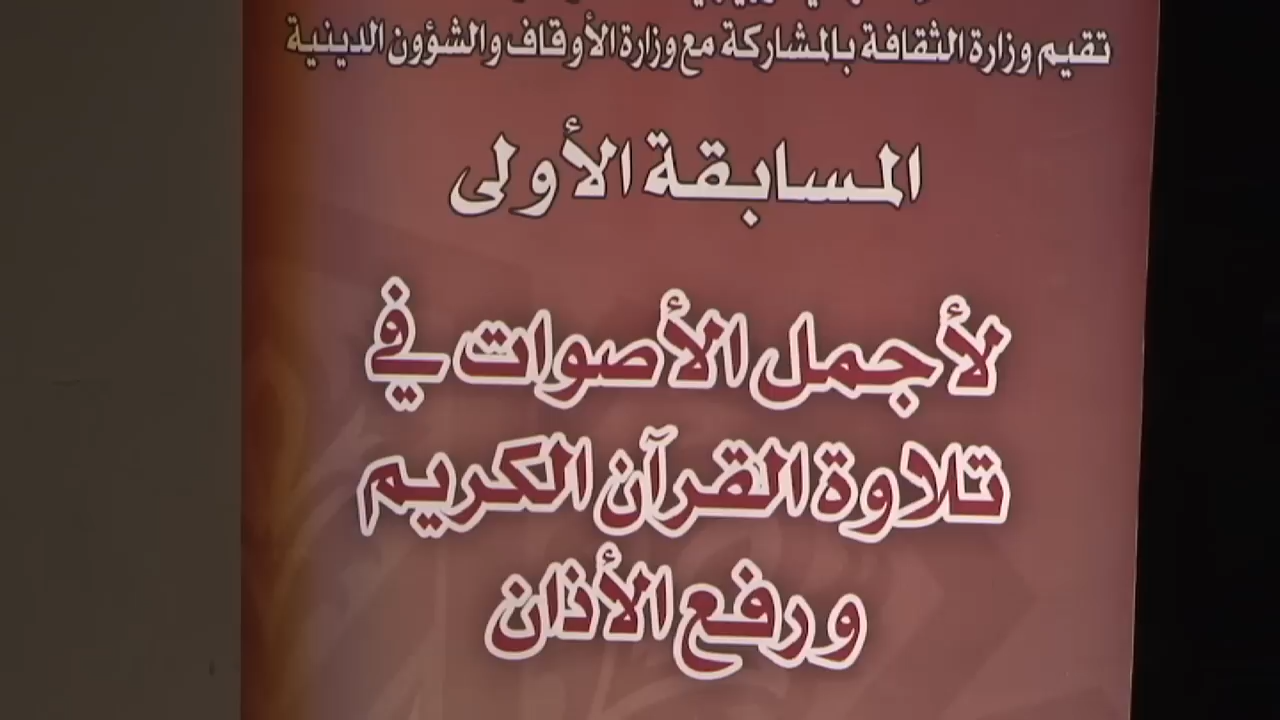 تقيم وزارة الثقافة بالمشاركة مع وزارة الأوقاف والشؤون الدينية
المسابقة الأولى
لأجمل الأصوات في
تلاوة القرآن الكريم
ورفع الأذان